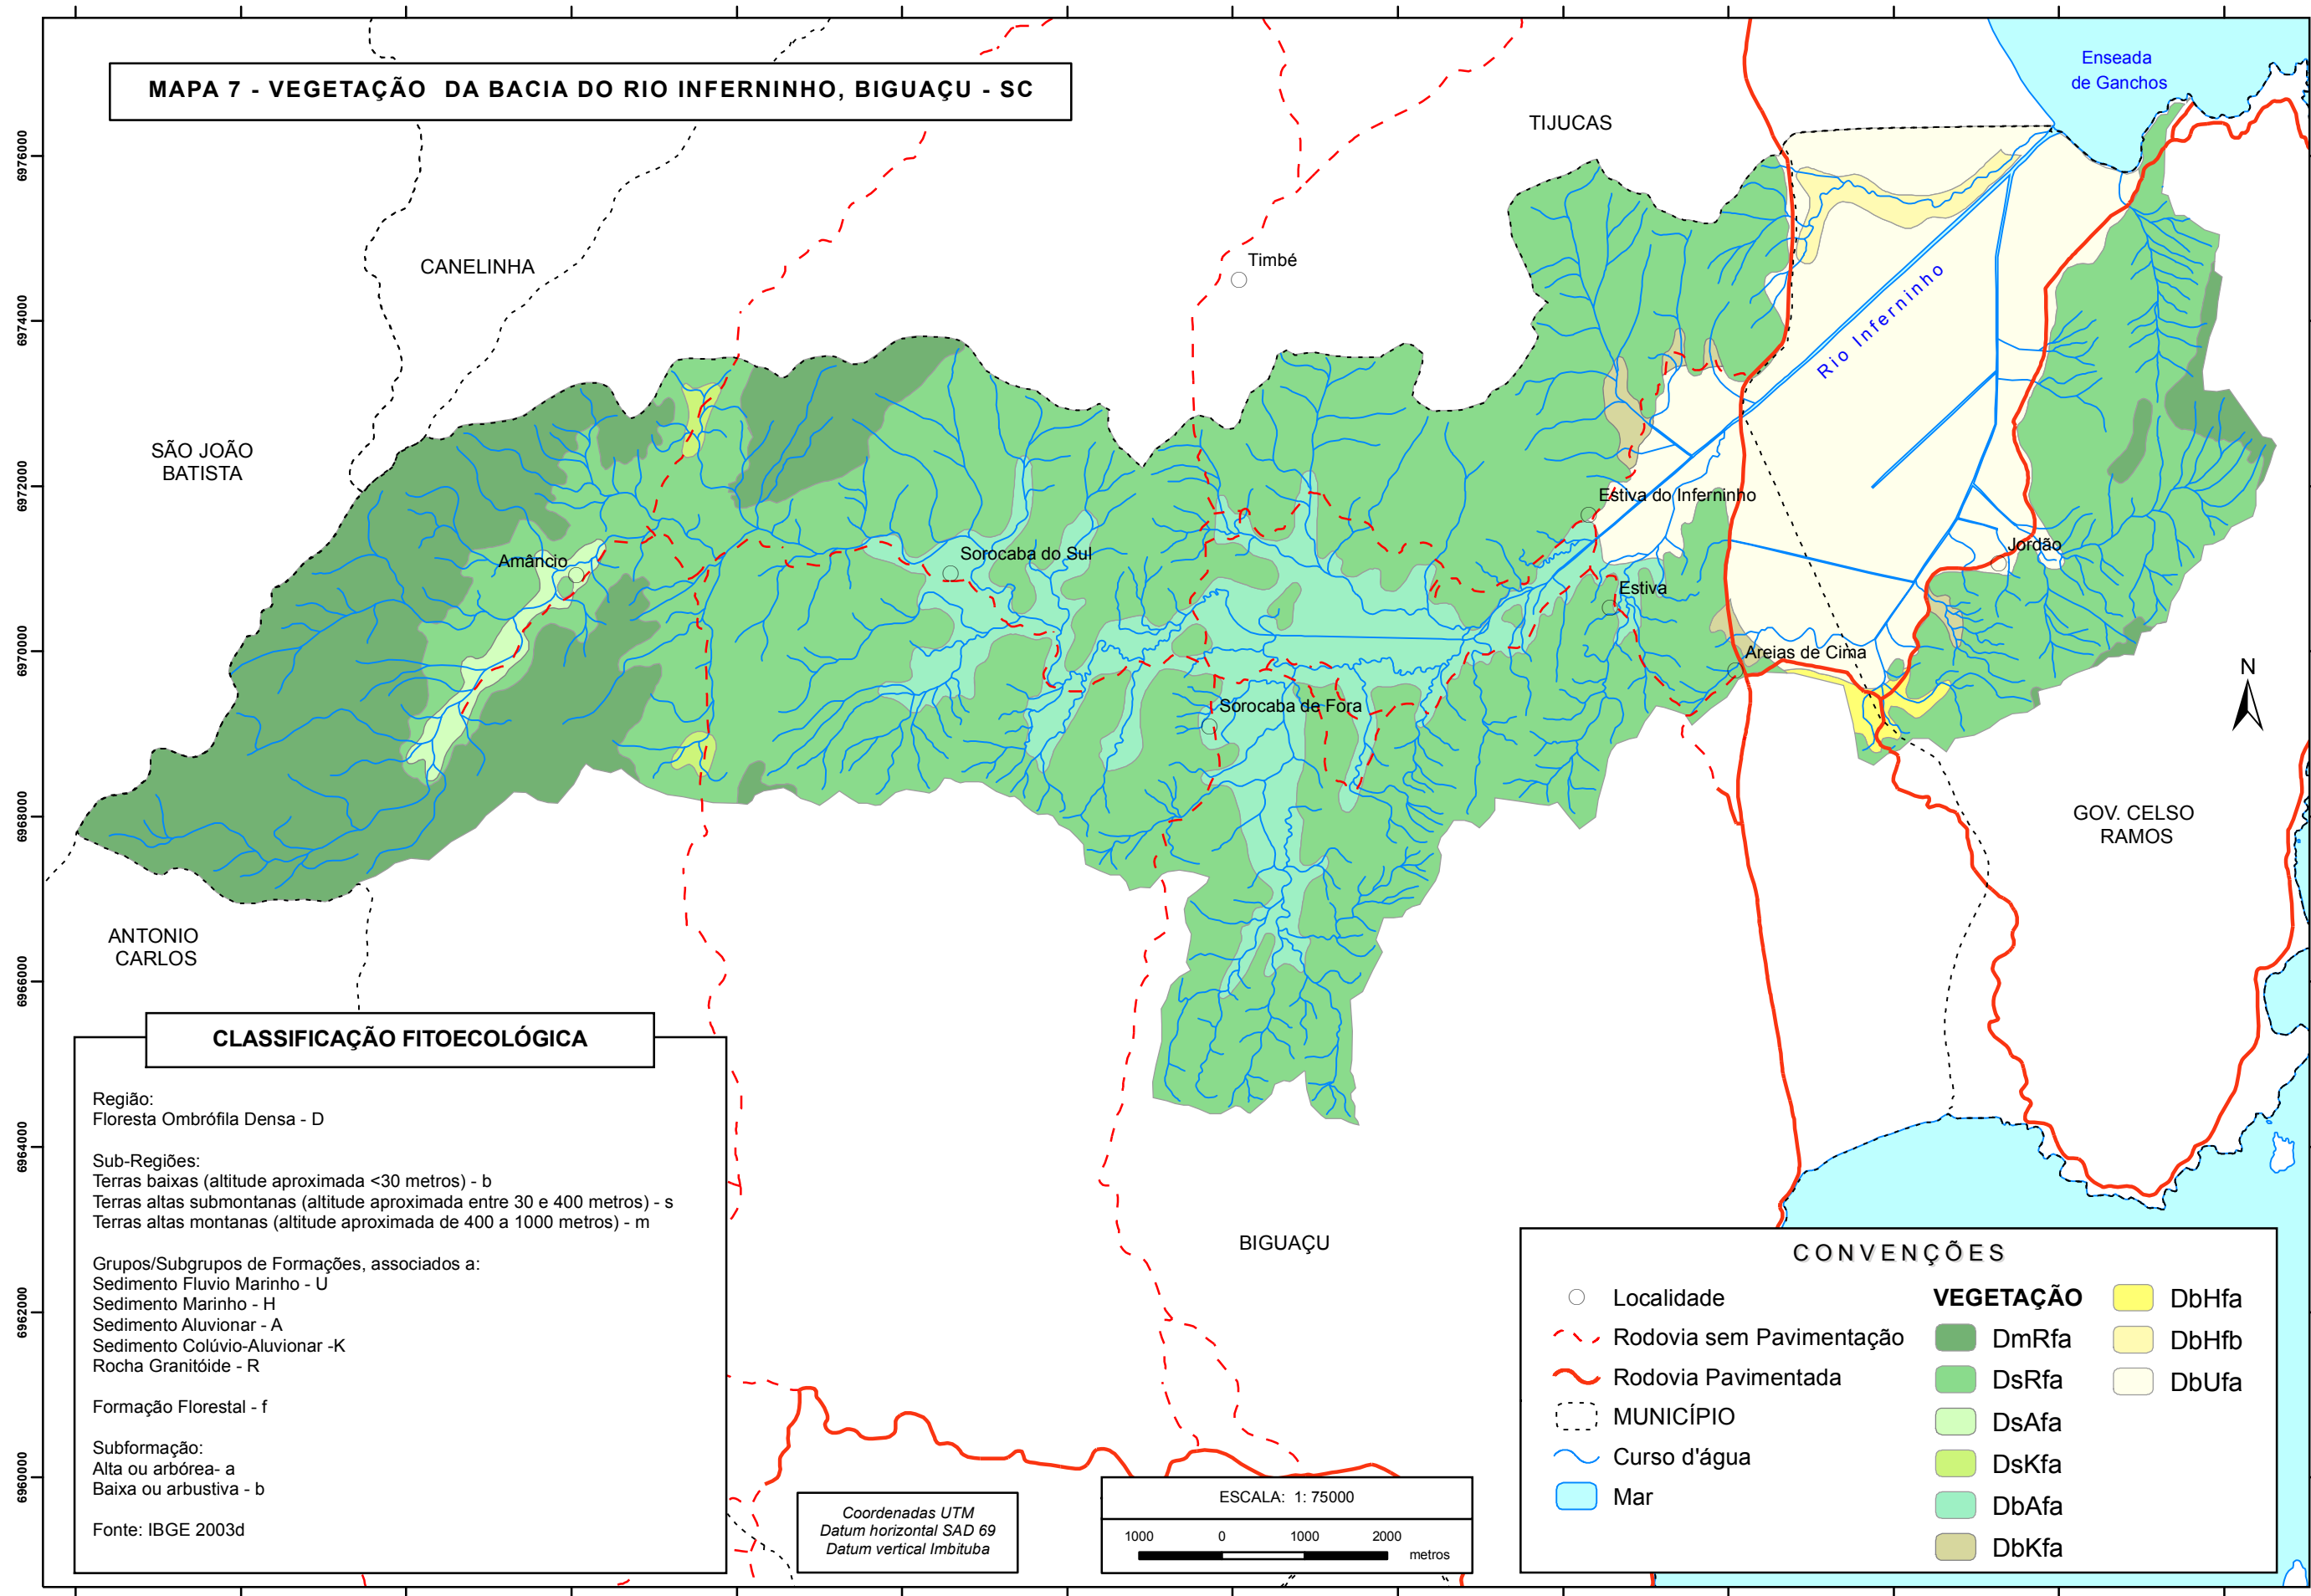 MAPA 7 - VEGETAÇÃO DA BACIA DO RIO INFERNINHO, BIGUAÇU - SC
Enseada
de Ganchos
TIJUCAS
6976000
CANELINHA
Timbé
Rio Inferninho
6974000
SÃO JOÃO
BATISTA
6972000
Estiva do Inferninho
Amâncio
Sorocaba do Sul
Jordão
Estiva
6970000
Areias de Cima
N
Sorocaba de Fora
6968000
GOV. CELSO
RAMOS
ANTONIO
CARLOS
6966000
6964000
BIGUAÇU
6962000
6960000
CLASSIFICAÇÃO FITOECOLÓGICA
Região:
Floresta Ombrófila Densa - D
Sub-Regiões:
Terras baixas (altitude aproximada <30 metros) - b
Terras altas submontanas (altitude aproximada entre 30 e 400 metros) - s
Terras altas montanas (altitude aproximada de 400 a 1000 metros) - m
Grupos/Subgrupos de Formações, associados a:
Sedimento Fluvio Marinho - U
Sedimento Marinho - H
Sedimento Aluvionar - A
Sedimento Colúvio-Aluvionar -K
Rocha Granitóide - R
Formação Florestal - f
Subformação:
Alta ou arbórea- a
Baixa ou arbustiva - b
Fonte: IBGE 2003d
Coordenadas UTM
Datum horizontal SAD 69
Datum vertical Imbituba
ESCALA: 1: 75000
1000 0 1000 2000
metros
CONVENÇÕES
Localidade
Rodovia sem Pavimentação
Rodovia Pavimentada
MUNICÍPIO
Curso d'água
Mar
VEGETAÇÃO
DmRfa
DsRfa
DsAfa
DsKfa
DbAfa
DbKfa
DbHfa
DbHfb
DbUfa